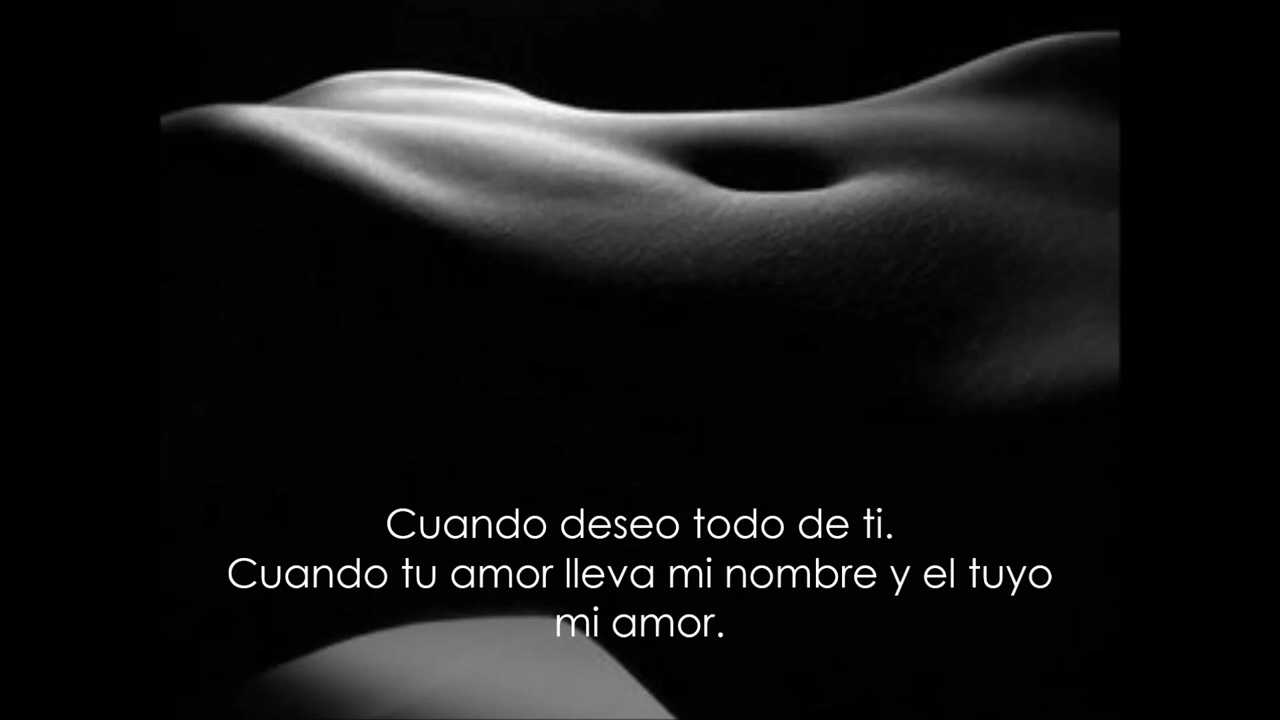 Cuando deseo todo de ti.
Cuando tu amor lleva mi nombre y el tuyo
mi amor.